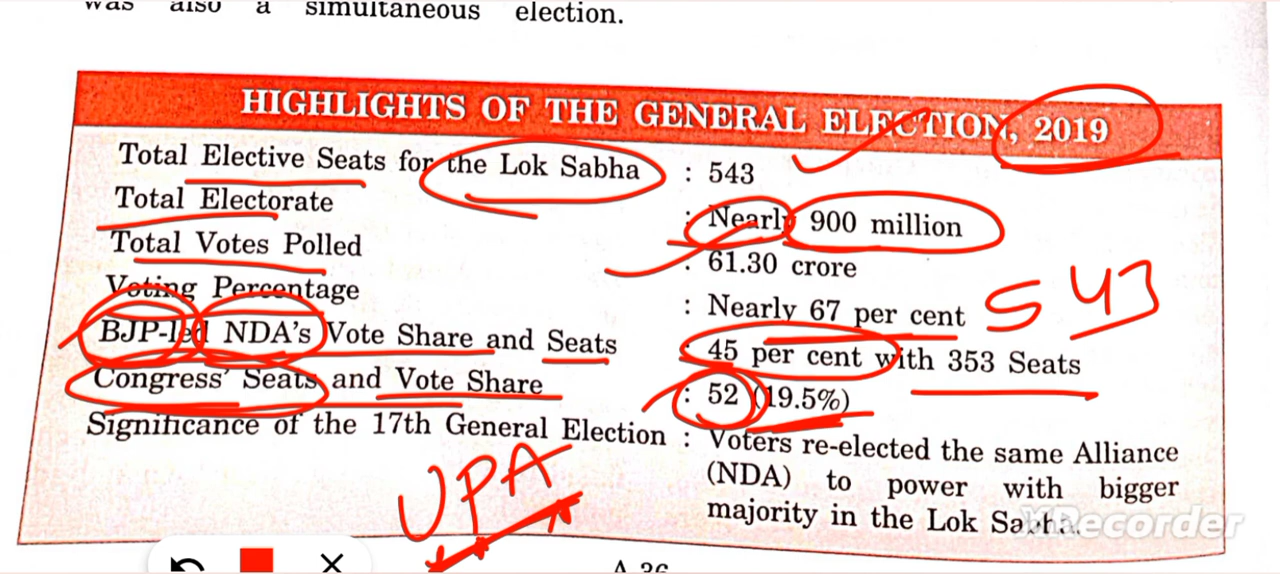 was also a simultaneous election.
HIGHLIGHTS OF THE GENERAL ELECTION, 2019
Total Elective Seats for the Lok Sabha : 543
Total Electorate : Nearly 900 million
Total Votes Polled : 61.30 crore
Voting Percentage : Nearly 67 per cent
543
BJP-led NDA's Vote Share and Seats : 45 per cent with 353 Seats
Congress' Seats and Vote Share : 52 (19.5%)
Significance of the 17th General Election : Voters re-elected the same Alliance
(NDA) to power with bigger
majority in the Lok Sabha.
UPA
XRecorder